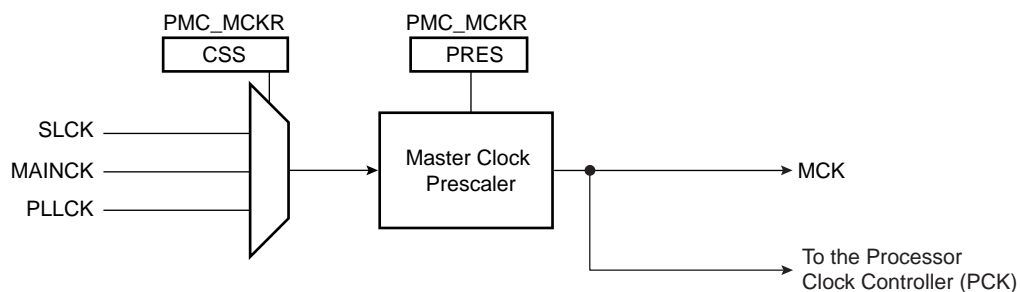 PMC_MCKR
PMC_MCKR
CSS
PRES
SLCK
MAINCK
PLLCK
Master Clock
Prescaler
MCK
To the Processor
Clock Controller (PCK)